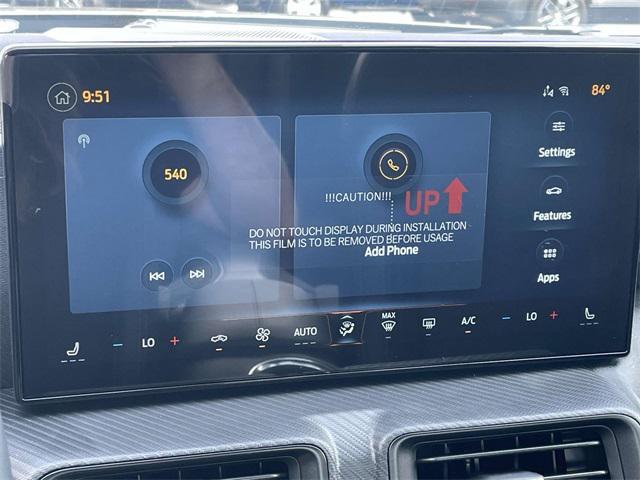 9:51
84°
540
!!!CAUTION!!!
UP
DO NOT TOUCH DISPLAY DURING INSTALLATION
THIS FILM IS TO BE REMOVED BEFORE USAGE
Add Phone
Settings
Features
Apps
LO
AUTO
MAX
A/C
LO